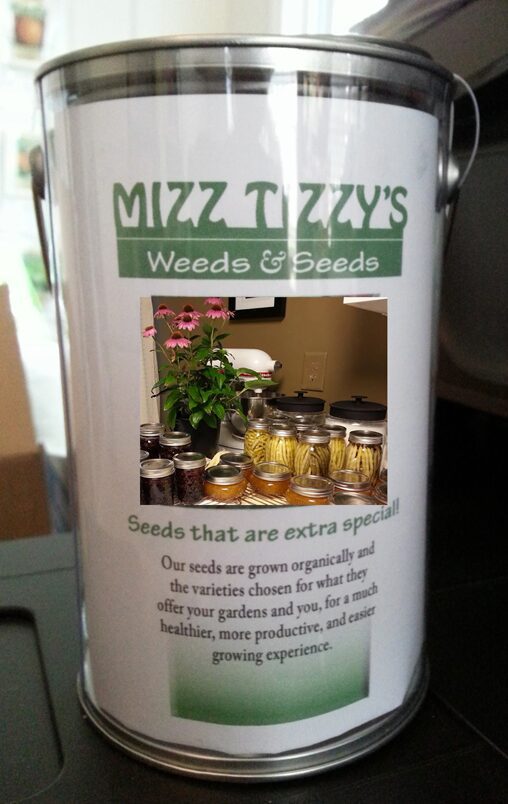 MIZZ TIZZY'S
Weeds & Seeds
Seeds that are extra special!
Our seeds are grown organically and
the varieties chosen for what they
offer your gardens and you, for a much
healthier, more productive, and easier
growing experience.